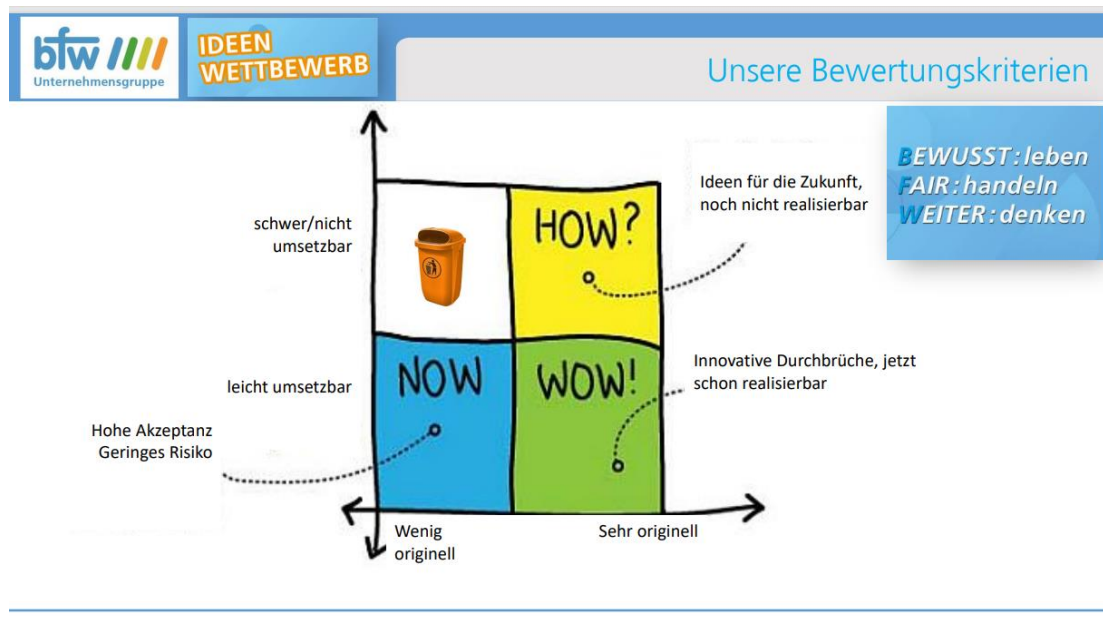 bfw
Unternehmensgruppe
IDEEN
WETTBEWERB
Unsere Bewertungskriterien
BEWUSST:leben
FAIR:handeln
WEITER:denken
Ideen für die Zukunft,
noch nicht realisierbar
schwer/nicht
umsetzbar
HOW?
leicht umsetzbar
NOW
WOW!
Innovative Durchbrüche, jetzt
schon realisierbar
Hohe Akzeptanz
Geringes Risiko
Wenig
originell
Sehr originell